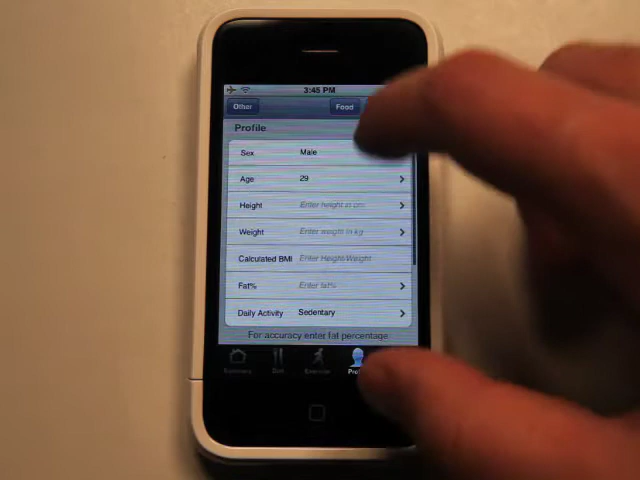 3:45 PM
Other Food
Profile
Sex Male
Age 29
Height Enter height in cm
Weight Enter weight in kg
Calculated BMI Enter Height/Weight
Fat% Enter fat%
Daily Activity Sedentary
For accuracy enter fat percentage
Summary Diet Exercise